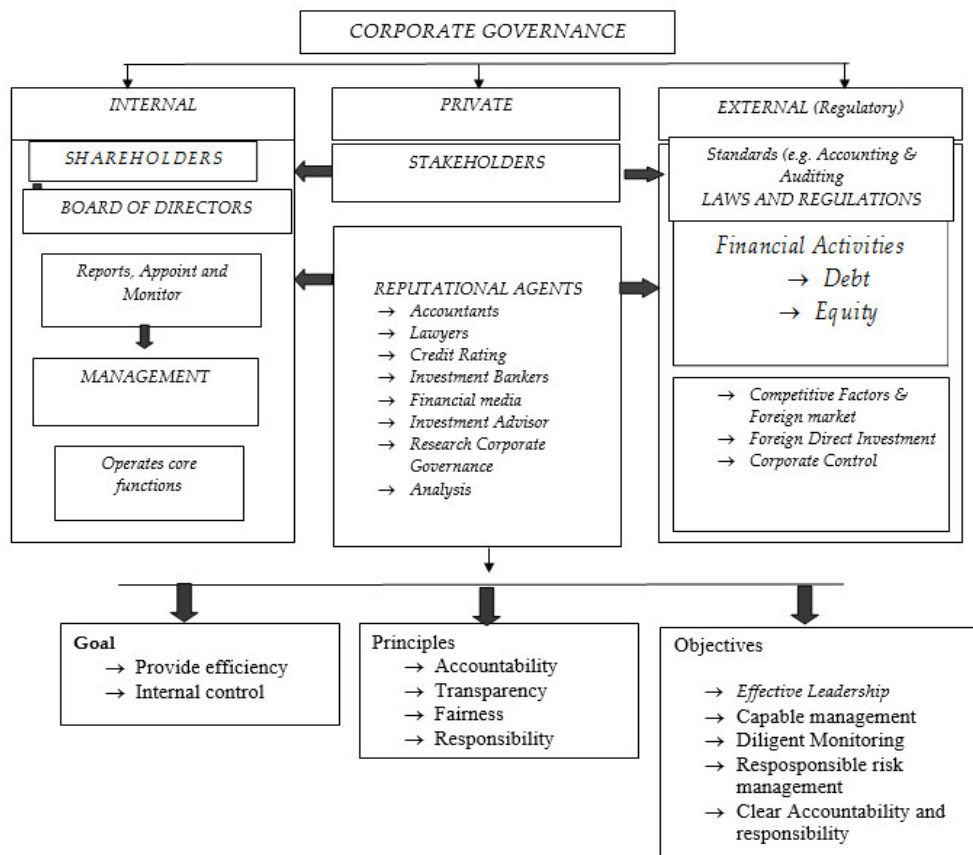 CORPORATE GOVERNANCE
INTERNAL
SHAREHOLDERS
BOARD OF DIRECTORS
Reports, Appoint and
Monitor
MANAGEMENT
Operates core
functions
PRIVATE
STAKEHOLDERS
REPUTATIONAL AGENTS
→ Accountants
→ Lawyers
→ Credit Rating
→ Investment Bankers
→ Financial media
→ Investment Advisor
→ Research Corporate
Governance
→ Analysis
EXTERNAL (Regulatory)
Standards (e.g. Accounting &
Auditing
LAWS AND REGULATIONS
Financial Activities
→ Debt
→ Equity
→ Competitive Factors &
Foreign market
→ Foreign Direct Investment
→ Corporate Control
Goal
→ Provide efficiency
→ Internal control
Principles
→ Accountability
→ Transparency
→ Fairness
→ Responsibility
Objectives
→ Effective Leadership
→ Capable management
→ Diligent Monitoring
→ Resposponsible risk
management
→ Clear Accountability and
responsibility